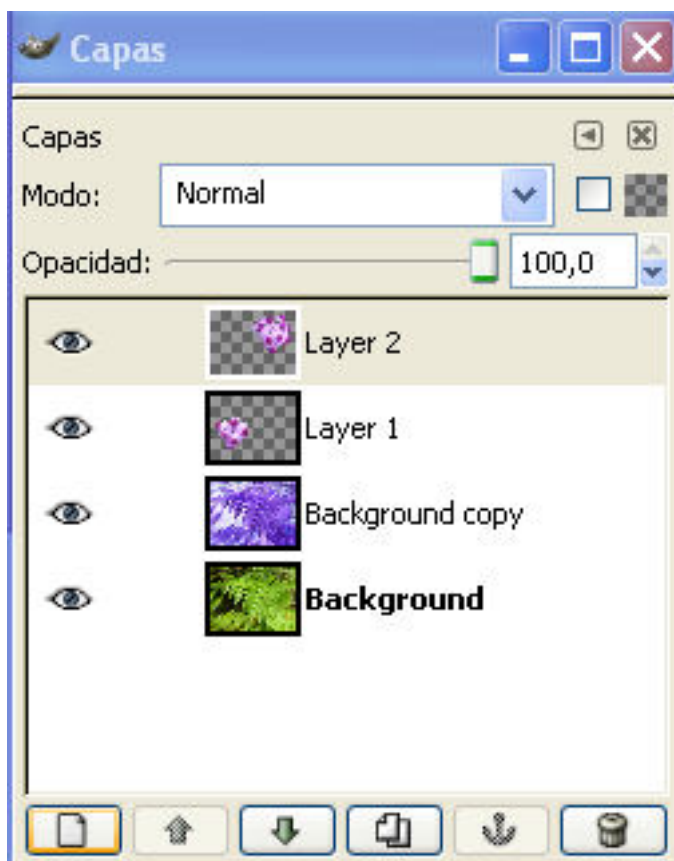 Capas
Capas
Modo: Normal
Opacidad: 100,0
Layer 2
Layer 1
Background copy
Background